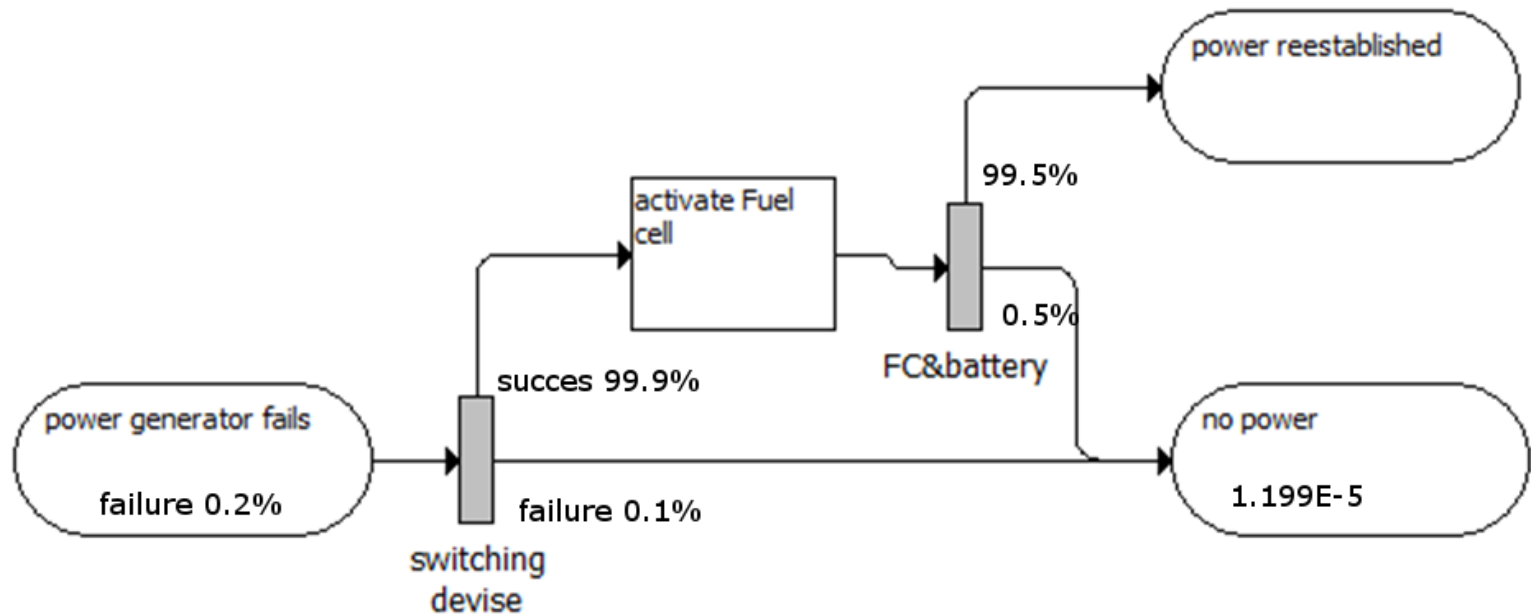 power reestablished
99.5%
activate Fuel
cell
0.5%
FC&battery
succes 99.9%
power generator fails
failure 0.2%
failure 0.1%
switching
devise
no power
1.199E-5